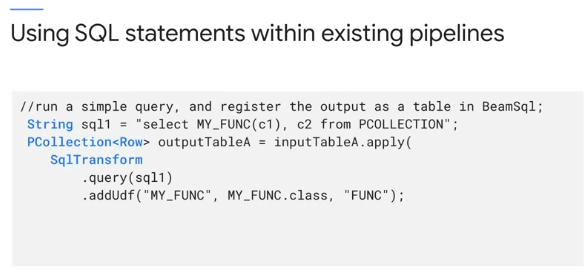 Using SQL statements within existing pipelines
//run a simple query, and register the output as a table in BeamSql;
String sql1 = "select MY_FUNC(c1), c2 from PCOLLECTION";
PCollection<Row> outputTableA = inputTableA.apply(
SqlTransform
.query(sql1)
.addUdf("MY_FUNC", MY_FUNC.class, "FUNC");